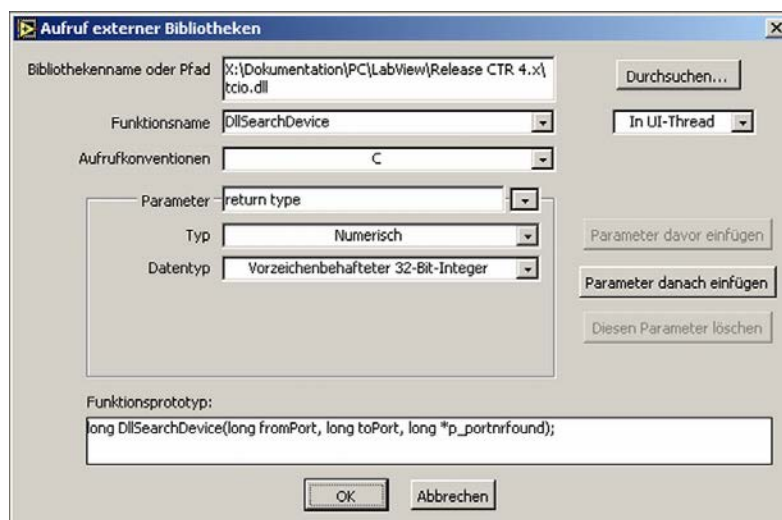 Aufruf externer Bibliotheken
Bibliothekenname oder Pfad
X:\Dokumentation\PC\LabView\Release CTR 4.x\
tcio.dll
Durchsuchen...
Funktionsname
DllSearchDevice
In UI-Thread
Aufrufkonventionen
C
Parameter
return type
Typ
Numerisch
Parameter davor einfügen
Datentyp
Vorzeichenbehafteter 32-Bit-Integer
Parameter danach einfügen
Diesen Parameter löschen
Funktionsprototyp:
long DllSearchDevice(long fromPort, long toPort, long *p_portnrfound);
OK
Abbrechen